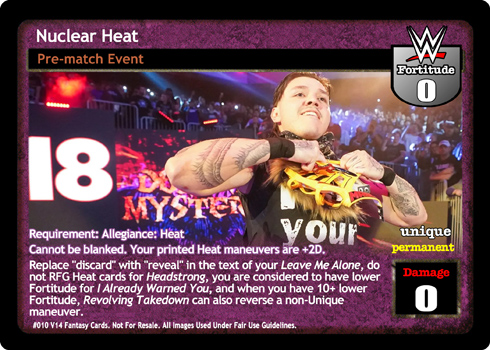 Nuclear Heat
Pre-match Event
W
Fortitude
0
18
MYSTER
your
Requirement: Allegiance: Heat
Cannot be blanked. Your printed Heat maneuvers are +2D.
Replace "discard" with "reveal" in the text of your Leave Me Alone, do
not RFG Heat cards for Headstrong, you are considered to have lower
Fortitude for I Already Warned You, and when you have 10+ lower
Fortitude, Revolving Takedown can also reverse a non-Unique
maneuver.
unique
permanent
Damage
0
#010 V14 Fantasy Cards. Not For Resale. All Images Used Under Fair Use Guidelines.